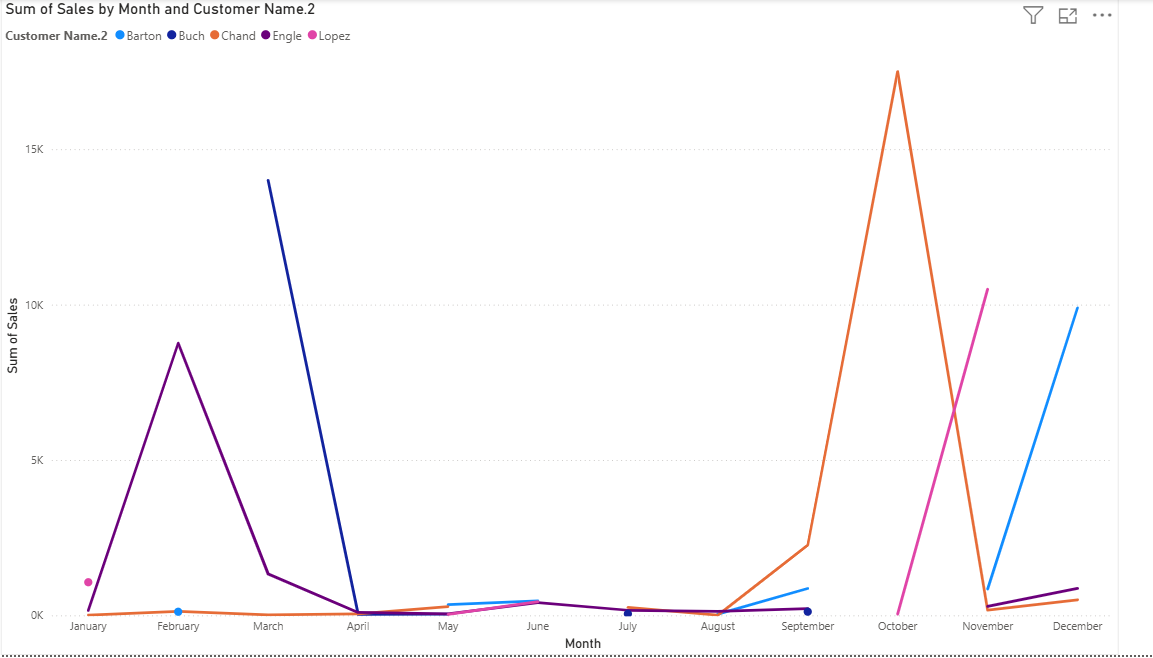 Sum of Sales by Month and Customer Name.2
Customer Name.2 Barton Buch Chand Engle Lopez
15K
10K
5K
0K
Sum of Sales
January February March April May June July August September October November December
Month